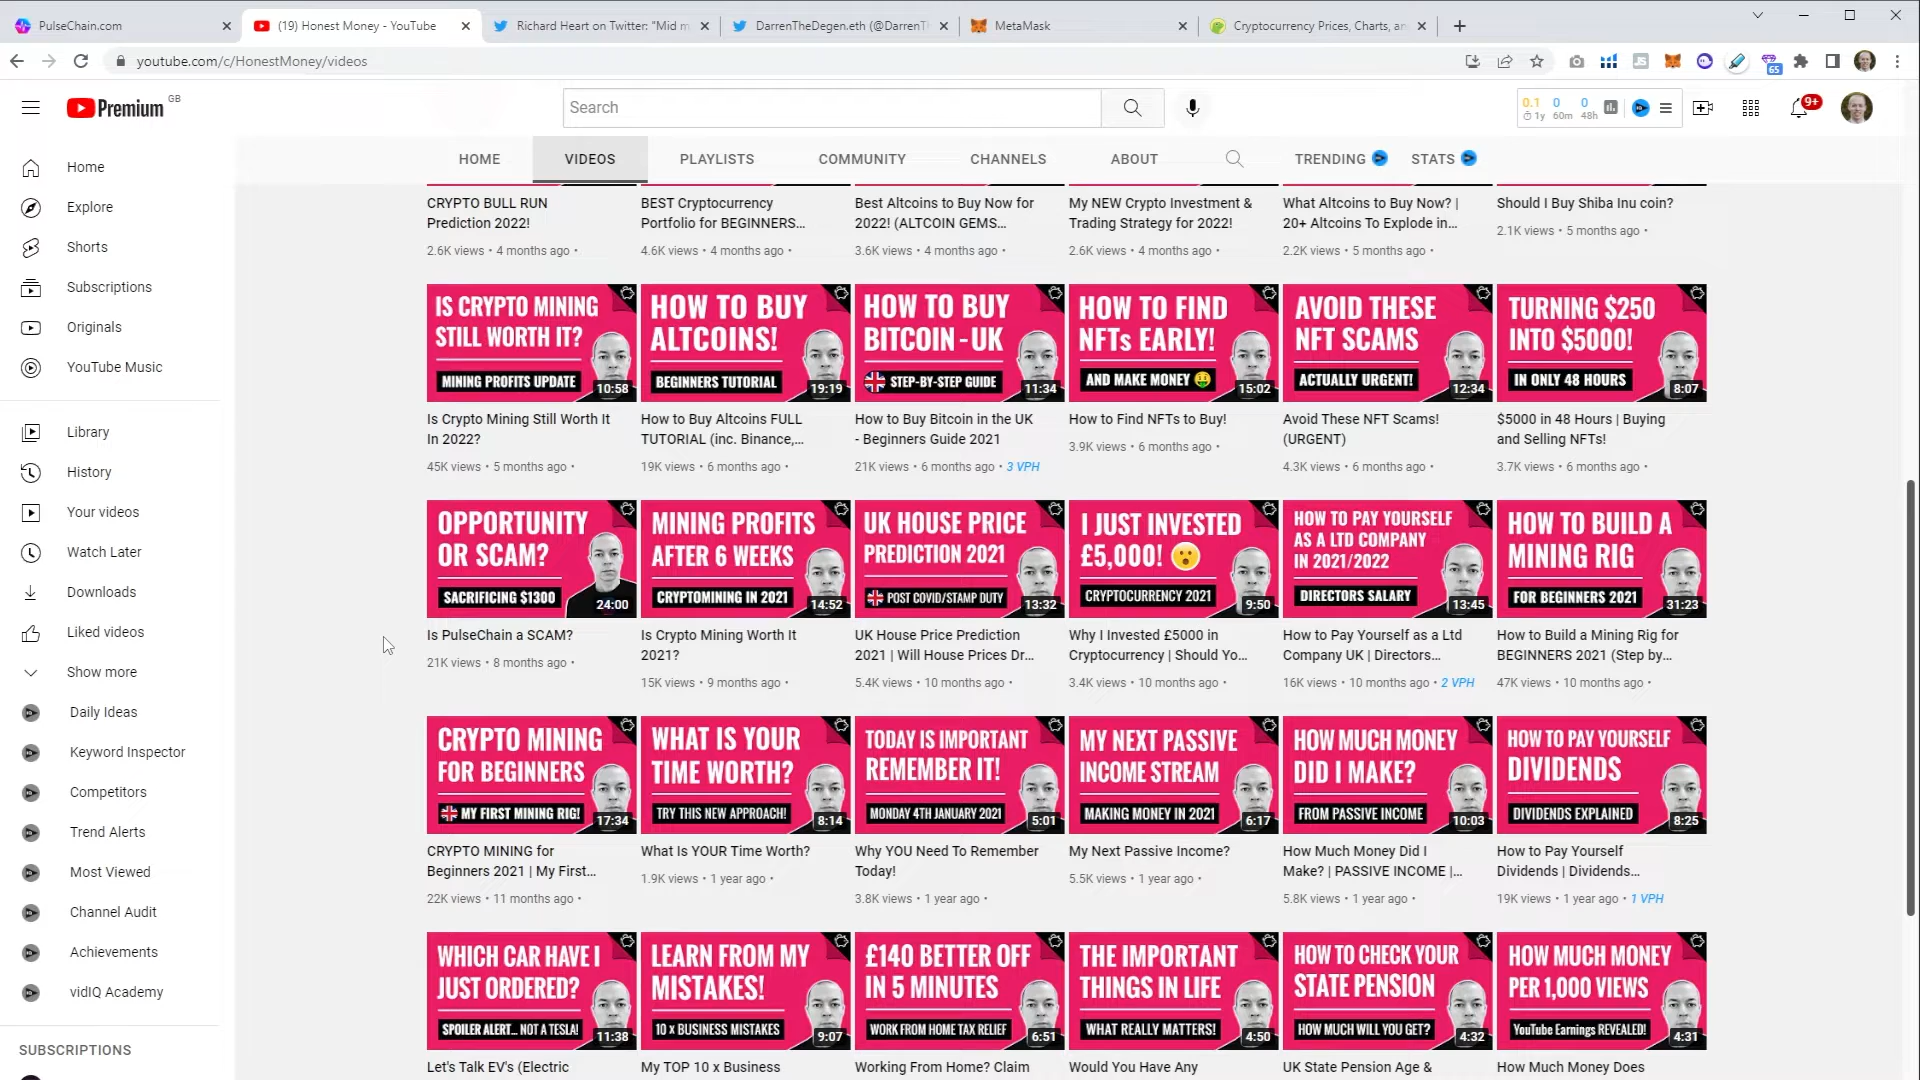 PulseChain.com
(19) Honest Money - YouTube
Richard Heart on Twitter: "Mid m
DarrenTheDegen.eth (@DarrenT
MetaMask
Cryptocurrency Prices, Charts, an
youtube.com/c/HonestMoney/videos
65
Premium GB
Search
0.1 0 0
1y 60m 48h
9+
HOME VIDEOS PLAYLISTS COMMUNITY CHANNELS ABOUT TRENDING STATS
Home
Explore
Shorts
Subscriptions
Originals
YouTube Music
Library
History
Your videos
Watch Later
Downloads
Liked videos
Show more
Daily Ideas
Keyword Inspector
Competitors
Trend Alerts
Most Viewed
Channel Audit
Achievements
vidIQ Academy
SUBSCRIPTIONS
CRYPTO BULL RUN
Prediction 2022!
2.6K views • 4 months ago •
BEST Cryptocurrency
Portfolio for BEGINNERS...
4.6K views • 4 months ago •
Best Altcoins to Buy Now for
2022! (ALTCOIN GEMS...
3.6K views • 4 months ago •
My NEW Crypto Investment &
Trading Strategy for 2022!
2.6K views • 4 months ago •
What Altcoins to Buy Now? |
20+ Altcoins To Explode in...
2.2K views • 5 months ago •
Should I Buy Shiba Inu coin?
2.1K views • 5 months ago •
IS CRYPTO MINING
STILL WORTH IT?
MINING PROFITS UPDATE
10:58
Is Crypto Mining Still Worth It
In 2022?
45K views • 5 months ago •
HOW TO BUY
ALTCOINS!
BEGINNERS TUTORIAL
19:19
How to Buy Altcoins FULL
TUTORIAL (inc. Binance,...
19K views • 6 months ago •
HOW TO BUY
BITCOIN - UK
STEP-BY-STEP GUIDE
11:34
How to Buy Bitcoin in the UK
- Beginners Guide 2021
21K views • 6 months ago • 3 VPH
HOW TO FIND
NFTs EARLY!
AND MAKE MONEY 🤑
15:02
How to Find NFTs to Buy!
3.9K views • 6 months ago •
AVOID THESE
NFT SCAMS
ACTUALLY URGENT!
12:34
Avoid These NFT Scams!
(URGENT)
4.3K views • 6 months ago •
TURNING $250
INTO $5000!
IN ONLY 48 HOURS
8:07
$5000 in 48 Hours | Buying
and Selling NFTs!
3.7K views • 6 months ago •
OPPORTUNITY
OR SCAM?
SACRIFICING $1300
24:00
Is PulseChain a SCAM?
21K views • 8 months ago •
MINING PROFITS
AFTER 6 WEEKS
CRYPTOMINING IN 2021
14:52
Is Crypto Mining Worth It
2021?
15K views • 9 months ago •
UK HOUSE PRICE
PREDICTION 2021
POST COVID/STAMP DUTY
13:32
UK House Price Prediction
2021 | Will House Prices Dr...
5.4K views • 10 months ago •
I JUST INVESTED
£5,000! 😮
CRYPTOCURRENCY 2021
9:50
Why I Invested £5000 in
Cryptocurrency | Should Yo...
3.4K views • 10 months ago •
HOW TO PAY YOURSELF
AS A LTD COMPANY
IN 2021/2022
DIRECTORS SALARY
13:45
How to Pay Yourself as a Ltd
Company UK | Directors...
16K views • 10 months ago • 2 VPH
HOW TO BUILD A
MINING RIG
FOR BEGINNERS 2021
31:23
How to Build a Mining Rig for
BEGINNERS 2021 (Step by...
47K views • 10 months ago •
CRYPTO MINING
FOR BEGINNERS
MY FIRST MINING RIG!
17:34
CRYPTO MINING for
Beginners 2021 | My First...
22K views • 11 months ago •
WHAT IS YOUR
TIME WORTH?
TRY THIS NEW APPROACH!
8:14
What Is YOUR Time Worth?
1.9K views • 1 year ago •
TODAY IS IMPORTANT
REMEMBER IT!
MONDAY 4TH JANUARY 2021
5:01
Why YOU Need To Remember
Today!
3.8K views • 1 year ago •
MY NEXT PASSIVE
INCOME STREAM
MAKING MONEY IN 2021
6:17
My Next Passive Income?
5.5K views • 1 year ago •
HOW MUCH MONEY
DID I MAKE?
FROM PASSIVE INCOME
10:03
How Much Money Did I
Make? | PASSIVE INCOME |...
5.8K views • 1 year ago •
HOW TO PAY YOURSELF
DIVIDENDS
DIVIDENDS EXPLAINED
8:25
How to Pay Yourself
Dividends | Dividends...
19K views • 1 year ago • 1 VPH
WHICH CAR HAVE I
JUST ORDERED?
SPOILER ALERT... NOT A TESLA!
11:38
Let's Talk EV's (Electric
LEARN FROM MY
MISTAKES!
10 x BUSINESS MISTAKES
9:07
My TOP 10 x Business
£140 BETTER OFF
IN 5 MINUTES
WORK FROM HOME TAX RELIEF
6:51
Working From Home? Claim
THE IMPORTANT
THINGS IN LIFE
WHAT REALLY MATTERS!
4:50
Would You Have Any
HOW TO CHECK YOUR
STATE PENSION
HOW MUCH WILL YOU GET?
4:32
UK State Pension Age &
HOW MUCH MONEY
PER 1,000 VIEWS
YouTube Earnings REVEALED!
4:31
How Much Money Does